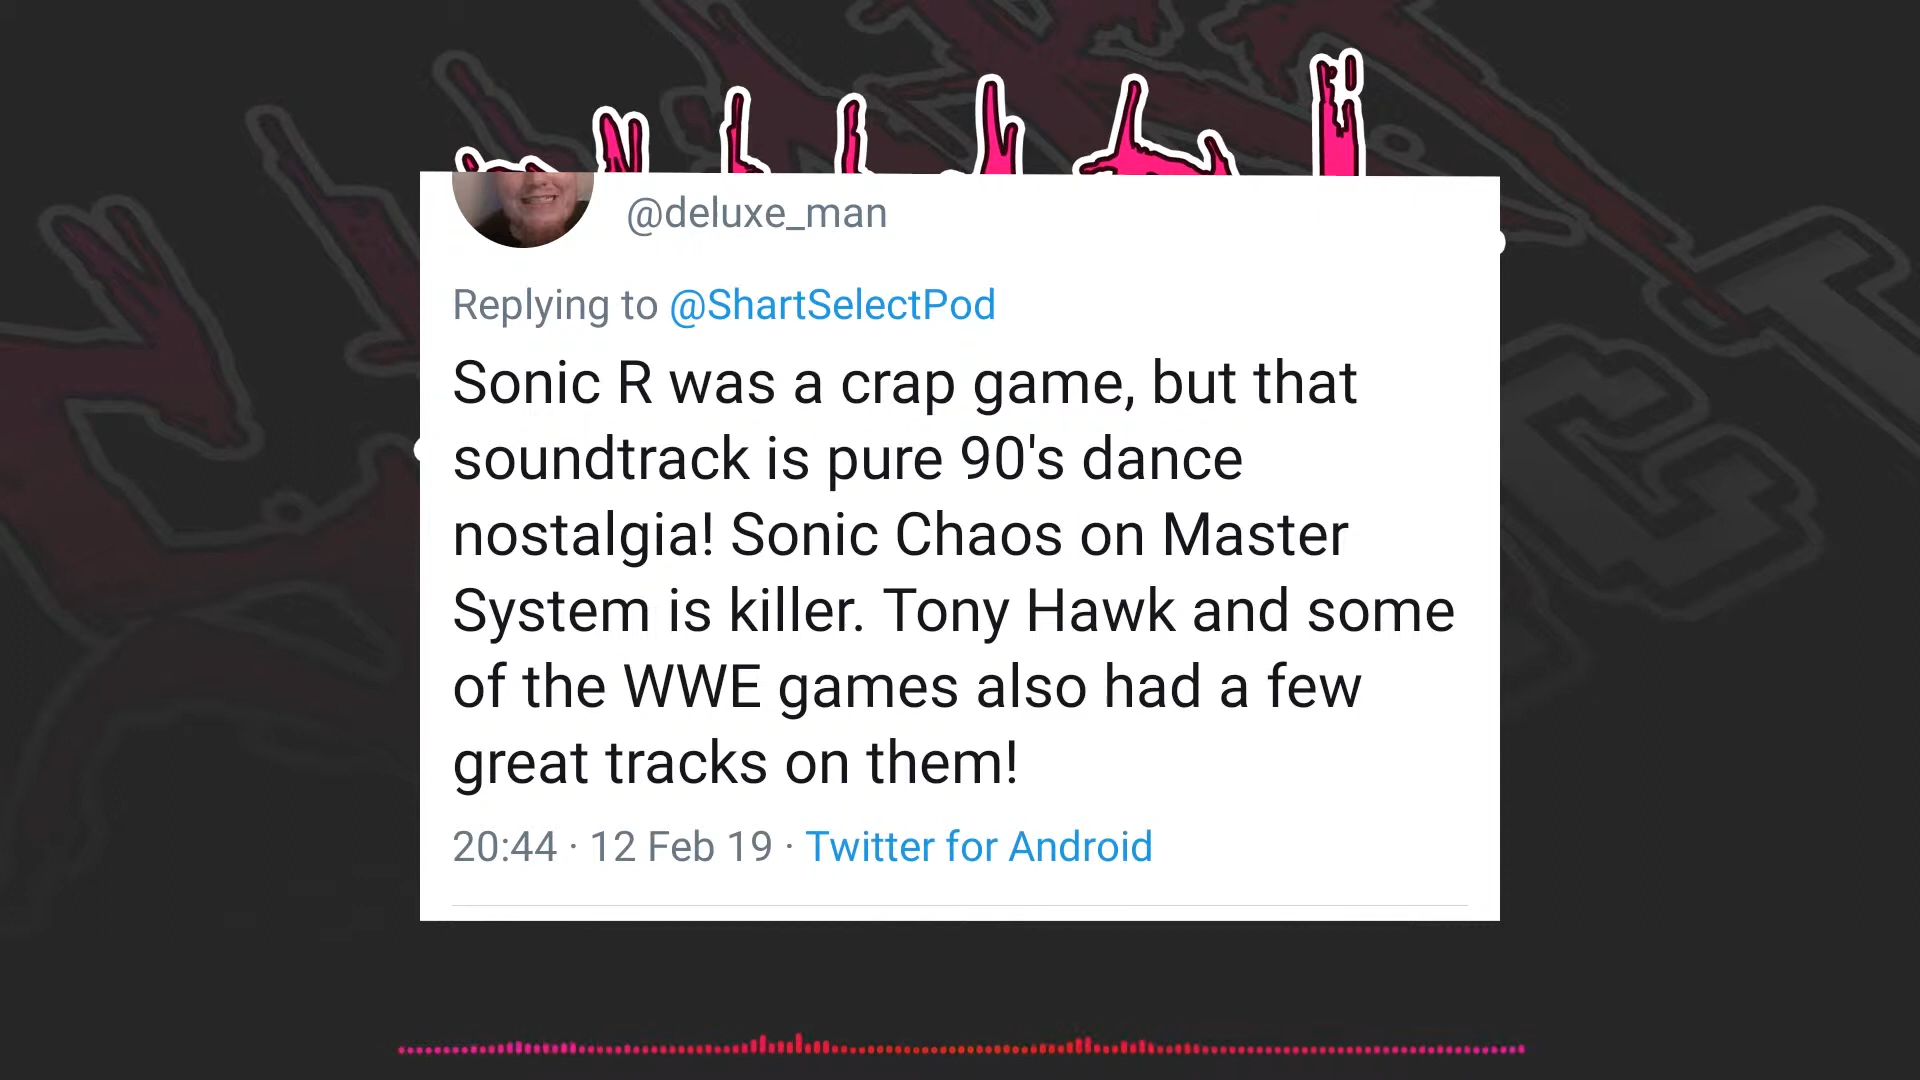 @deluxe_man
Replying to @ShartSelectPod
Sonic R was a crap game, but that
soundtrack is pure 90's dance
nostalgia! Sonic Chaos on Master
System is killer. Tony Hawk and some
of the WWE games also had a few
great tracks on them!
20:44 · 12 Feb 19 · Twitter for Android